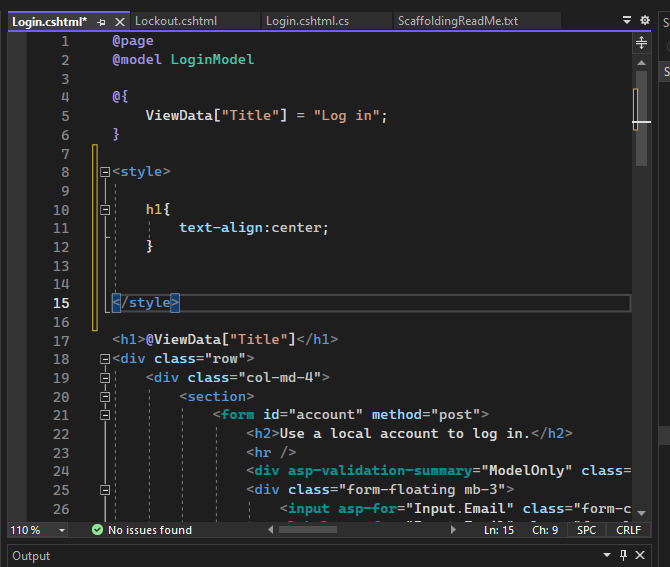 Login.cshtml*
Lockout.cshtml
Login.cshtml.cs
ScaffoldingReadMe.txt
1 @page
2 @model LoginModel
3
4 @{
5 ViewData["Title"] = "Log in";
6 }
7
8 <style>
9
10 h1{
11 text-align:center;
12 }
13
14
15 </style>
16
17 <h1>@ViewData["Title"]</h1>
18 <div class="row">
19 <div class="col-md-4">
20 <section>
21 <form id="account" method="post">
22 <h2>Use a local account to log in.</h2>
23 <hr />
24 <div asp-validation-summary="ModelOnly" class=
25 <div class="form-floating mb-3">
26 <input asp-for="Input.Email" class="form-c
110 %
No issues found
Ln: 15
Ch: 9
SPC
CRLF
Output